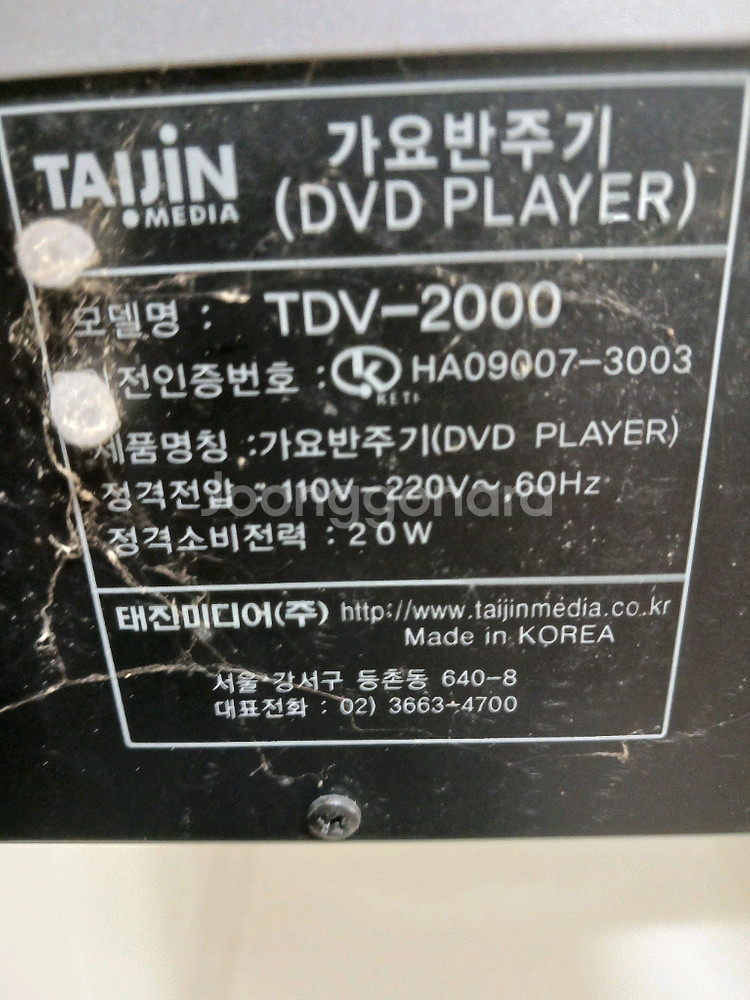 TAIJIN
MEDIA
가요반주기
(DVD PLAYER)
모델명 : TDV-2000
전인증번호 : HA09007-3003
KETI
제품명칭 :가요반주기(DVD PLAYER)
정격전압 : 110V-220V~,60Hz
joonggonara
정격소비전력 : 20W
태진미디어(주) http://www.taijinmedia.co.kr
Made in KOREA
서울 강서구 등촌동 640-8
대표전화 : 02) 3663-4700